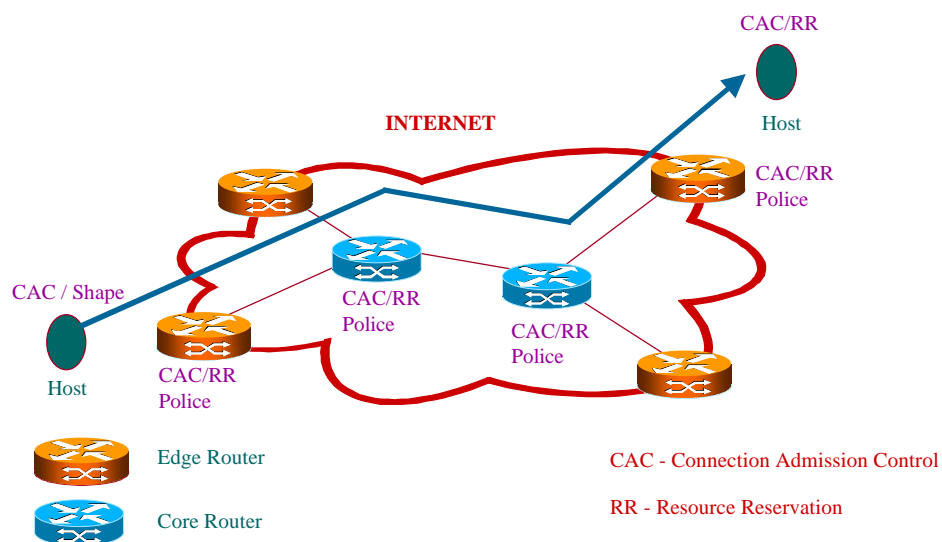 CAC/RR
Host
INTERNET
CAC/RR
Police
CAC / Shape
Host
CAC/RR
Police
CAC/RR
Police
CAC/RR
Police
Edge Router
Core Router
CAC - Connection Admission Control
RR - Resource Reservation